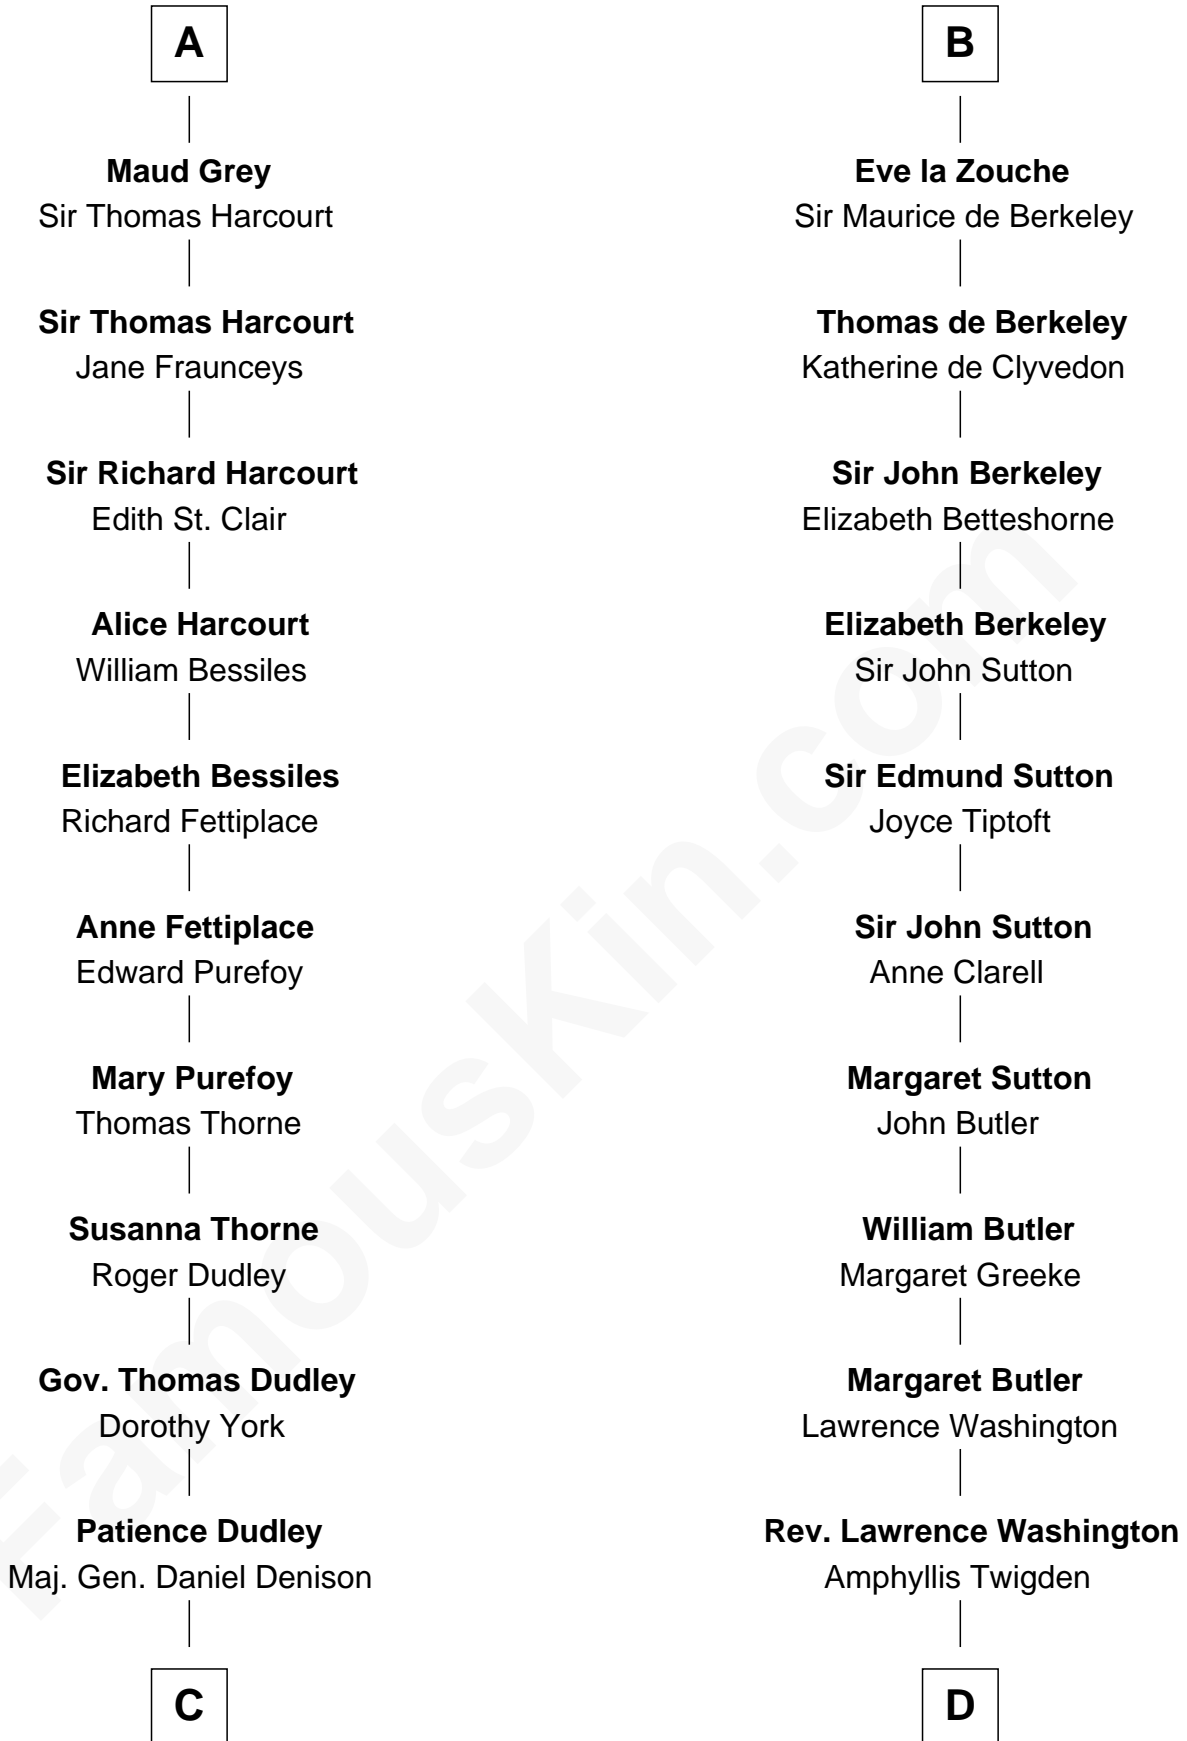 A
Maud Grey
Sir Thomas Harcourt
Sir Thomas Harcourt
Jane Fraunceys
Sir Richard Harcourt
Edith St. Clair
Alice Harcourt
William Bessiles
Elizabeth Bessiles
Richard Fettiplace
Anne Fettiplace
Edward Purefoy
Mary Purefoy
Thomas Thorne
Susanna Thorne
Roger Dudley
Gov. Thomas Dudley
Dorothy York
Patience Dudley
Maj. Gen. Daniel Denison
C
B
Eve la Zouche
Sir Maurice de Berkeley
Thomas de Berkeley
Katherine de Clyvedon
Sir John Berkeley
Elizabeth Betteshorne
Elizabeth Berkeley
Sir John Sutton
Sir Edmund Sutton
Joyce Tiptoft
Sir John Sutton
Anne Clarell
Margaret Sutton
John Butler
William Butler
Margaret Greeke
Margaret Butler
Lawrence Washington
Rev. Lawrence Washington
Amphyllis Twigden
D
FamousKin.com